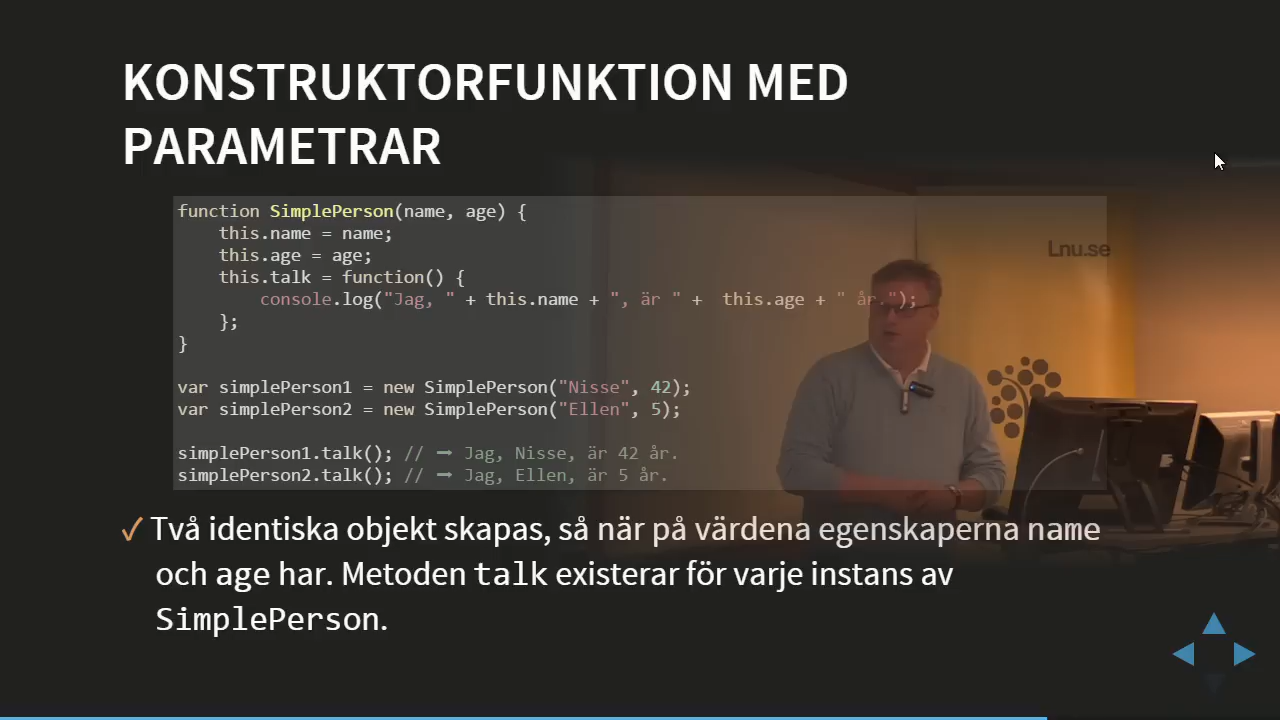 KONSTRUKTORFUNKTION MED
PARAMETRAR
Lnu.se
function SimplePerson(name, age) {
    this.name = name;
    this.age = age;
    this.talk = function() {
        console.log("Jag, " + this.name + ", är " +  this.age + " år.");
    };
}

var simplePerson1 = new SimplePerson("Nisse", 42);
var simplePerson2 = new SimplePerson("Ellen", 5);

simplePerson1.talk(); // ➞ Jag, Nisse, är 42 år.
simplePerson2.talk(); // ➞ Jag, Ellen, är 5 år.
✓ Två identiska objekt skapas, så när på värdena egenskaperna name
och age har. Metoden talk existerar för varje instans av
SimplePerson.